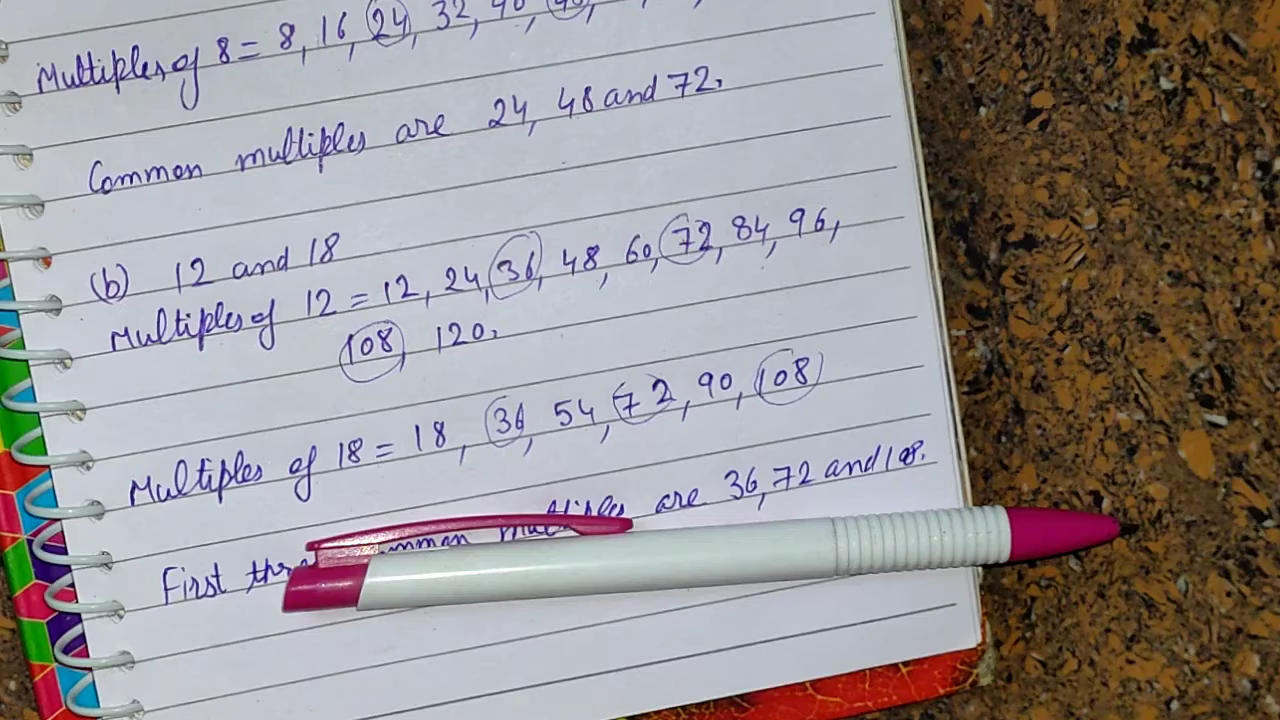 Multiples of 8 = 8, 16, 24, 32, 40,
Common multiples are 24, 48 and 72.
(b) 12 and 18
Multiples of 12 = 12, 24, 36, 48, 60, 72, 84, 96,
108, 120.
Multiples of 18 = 18, 36, 54, 72, 90, 108
First are 36, 72 and 108.